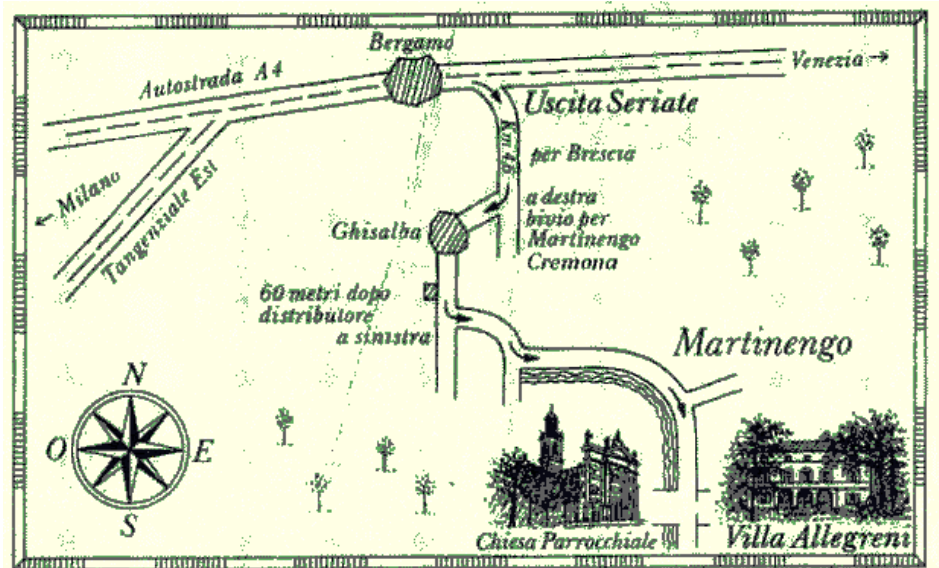 Bergamo
Autostrada A4
Venezia →
Uscita Seriate
Km 4,8
per Brescia
← Milano
Tangenziale Est
a destra
bivio per
Martinengo
Cremona
Ghisalba
60 metri dopo
distributore
a sinistra
Martinengo
N
O
E
S
Chiesa Parrocchiale
Villa Allegreni